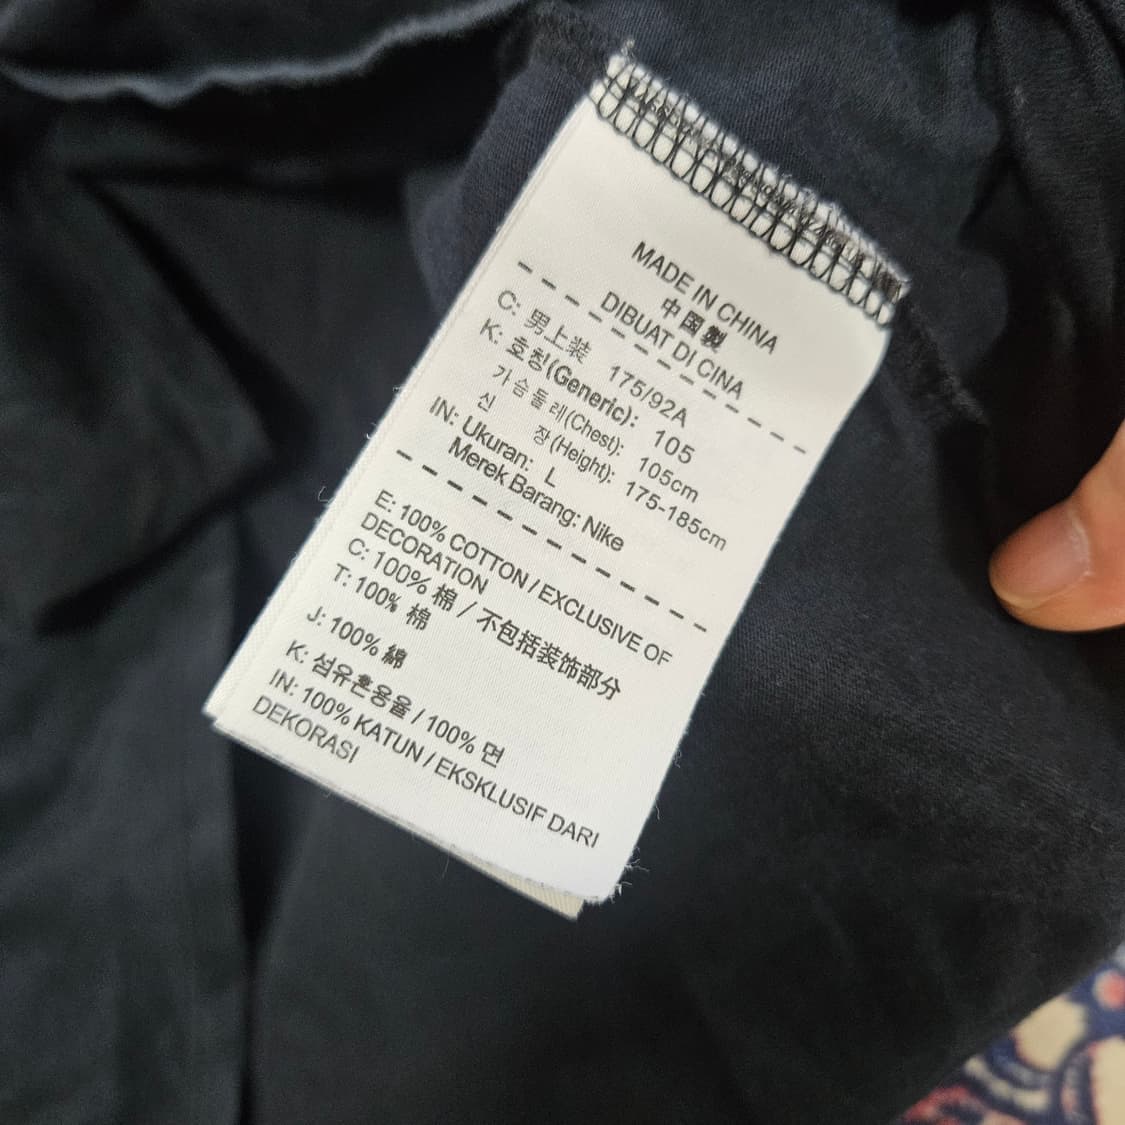 MADE IN CHINA
中國製
DIBUAT DI CINA
C: 男上装 175/92A
K: 호칭(Generic): 105
가슴둘레(Chest): 105cm
신 장(Height): 175-185cm
IN: Ukuran: L
Merek Barang: Nike
E: 100% COTTON / EXCLUSIVE OF
DECORATION
C: 100% 棉 / 不包括装饰部分
T: 100% 棉
J: 100% 綿
K: 섬유혼용율 / 100% 면
IN: 100% KATUN / EKSKLUSIF DARI
DEKORASI